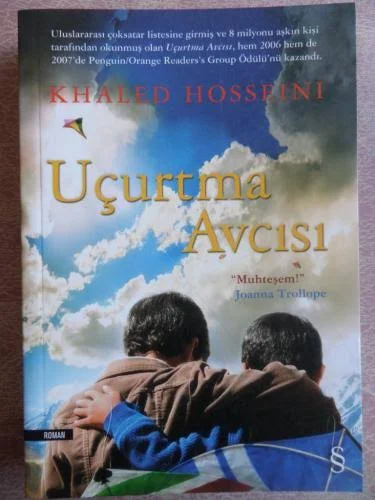 Uluslararası çoksatar listesine girmiş ve 8 milyonu aşkın kişi
tarafından okunmuş olan Uçurtma Avcısı, hem 2006 hem de
2007'de Penguin/Orange Readers's Group Ödülü'nü kazandı.
KHALED HOSSEINI
Uçurtma
Avcısı
"Muhteşem!"
Joanna Trollope
ROMAN